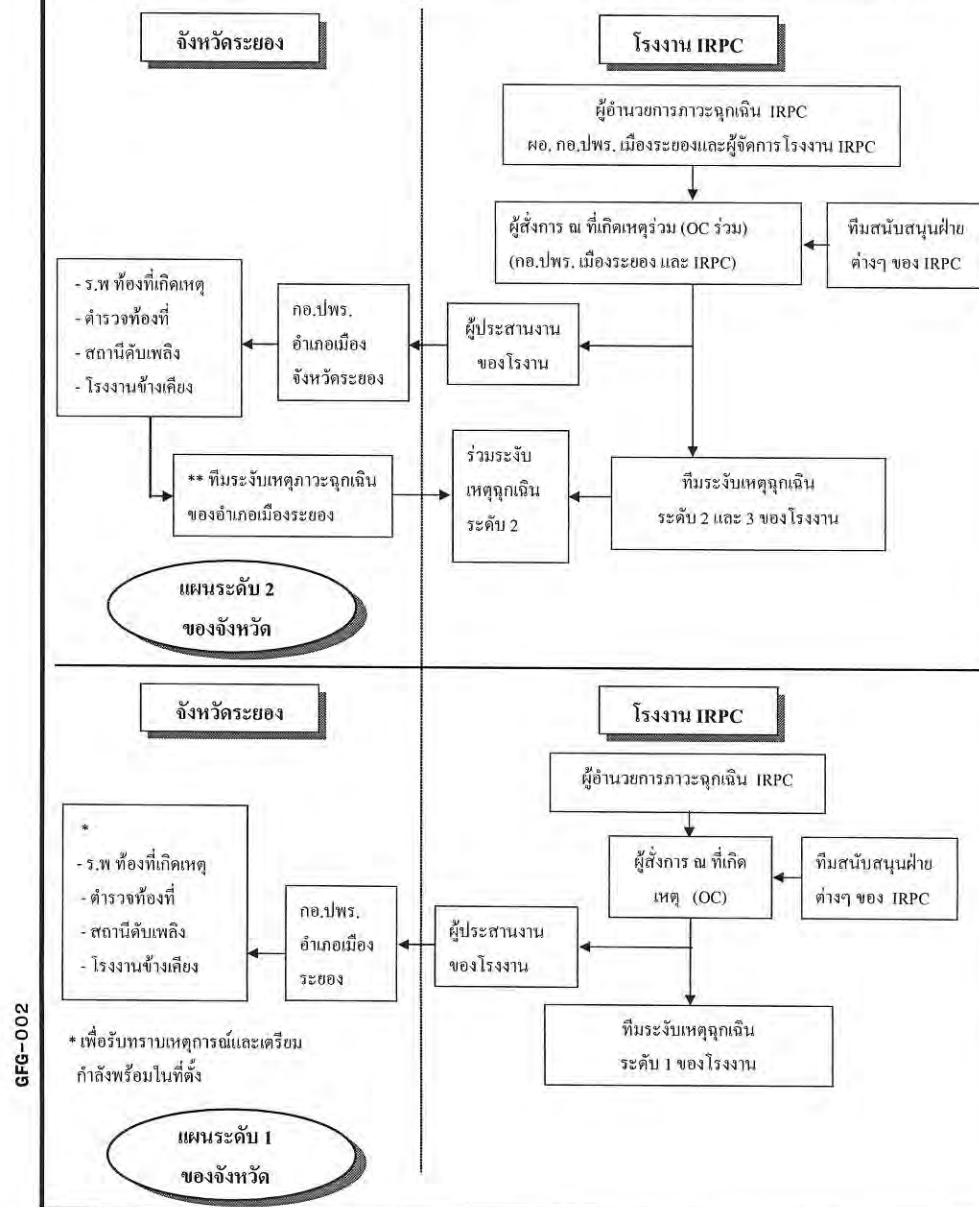 จังหวัดระยอง
โรงงาน IRPC
ผู้อำนวยการภาวะฉุกเฉิน IRPC
ผอ. กอ.ปพร. เมืองระยองและผู้จัดการโรงงาน IRPC
ผู้สั่งการ ณ ที่เกิดเหตุร่วม (OC ร่วม)
(กอ.ปพร. เมืองระยอง และ IRPC)
ทีมสนับสนุนฝ่าย
ต่างๆ ของ IRPC
- ร.พ ท้องที่เกิดเหตุ
- ตำรวจท้องที่
- สถานีดับเพลิง
- โรงงานข้างเคียง
กอ.ปพร.
อำเภอเมือง
จังหวัดระยอง
ผู้ประสานงาน
ของโรงาน
** ทีมระงับเหตุภาวะฉุกเฉิน
ของอำเภอเมืองระยอง
ร่วมระงับ
เหตุฉุกเฉิน
ระดับ 2
ทีมระงับเหตุฉุกเฉิน
ระดับ 2 และ 3 ของโรงงาน
แผนระดับ 2
ของจังหวัด
จังหวัดระยอง
โรงงาน IRPC
ผู้อำนวยการภาวะฉุกเฉิน IRPC
ผู้สั่งการ ณ ที่เกิด
เหตุ (OC)
ทีมสนับสนุนฝ่าย
ต่างๆ ของ IRPC
*
- ร.พ ท้องที่เกิดเหตุ
- ตำรวจท้องที่
- สถานีดับเพลิง
- โรงงานข้างเคียง
กอ.ปพร.
อำเภอเมือง
ระยอง
ผู้ประสานงาน
ของโรงงาน
ทีมระงับเหตุฉุกเฉิน
ระดับ 1 ของโรงงาน
* เพื่อรับทราบเหตุการณ์และเตรียม
กำลังพร้อมในที่ตั้ง
แผนระดับ 1
ของจังหวัด
GFG-002